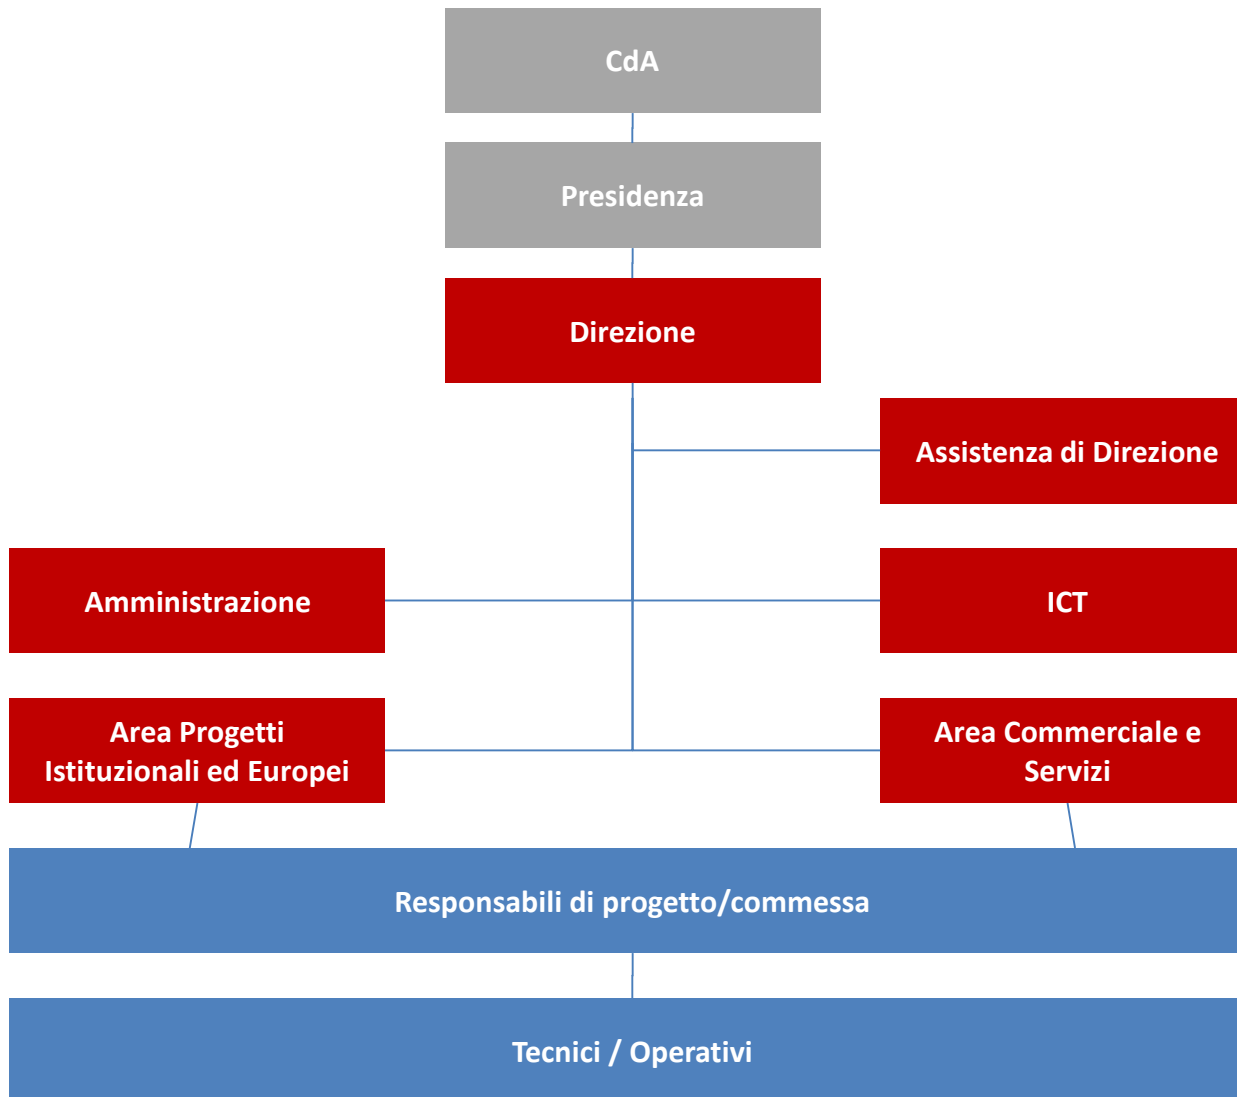 CdA
Presidenza
Direzione
Assistenza di Direzione
Amministrazione
ICT
Area Progetti
Istituzionali ed Europei
Area Commerciale e
Servizi
Responsabili di progetto/commessa
Tecnici / Operativi